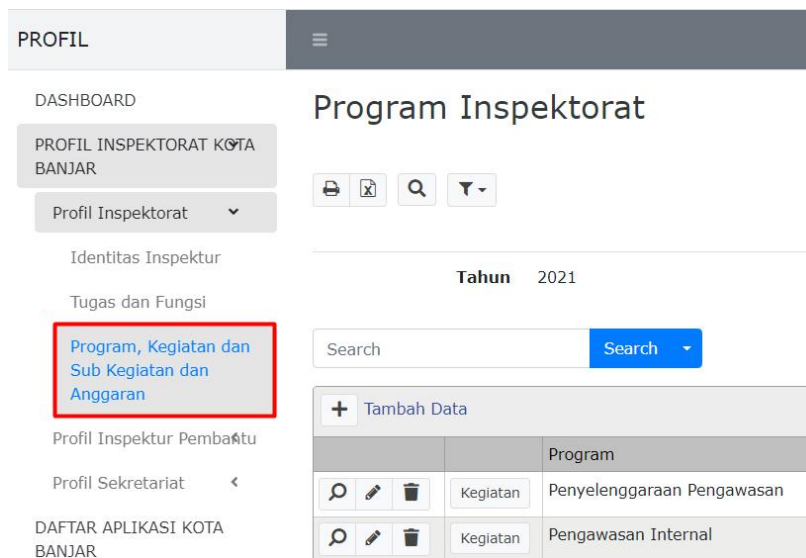 PROFIL
DASHBOARD
PROFIL INSPEKTORAT KOTA
BANJAR
Profil Inspektorat
Identitas Inspektur
Tugas dan Fungsi
Program, Kegiatan dan
Sub Kegiatan dan
Anggaran
Profil Inspektur Pembantu
Profil Sekretariat
DAFTAR APLIKASI KOTA
BANJAR
Program Inspektorat
Tahun 2021
Search Search
Tambah Data
Program
Kegiatan Penyelenggaraan Pengawasan
Kegiatan Pengawasan Internal